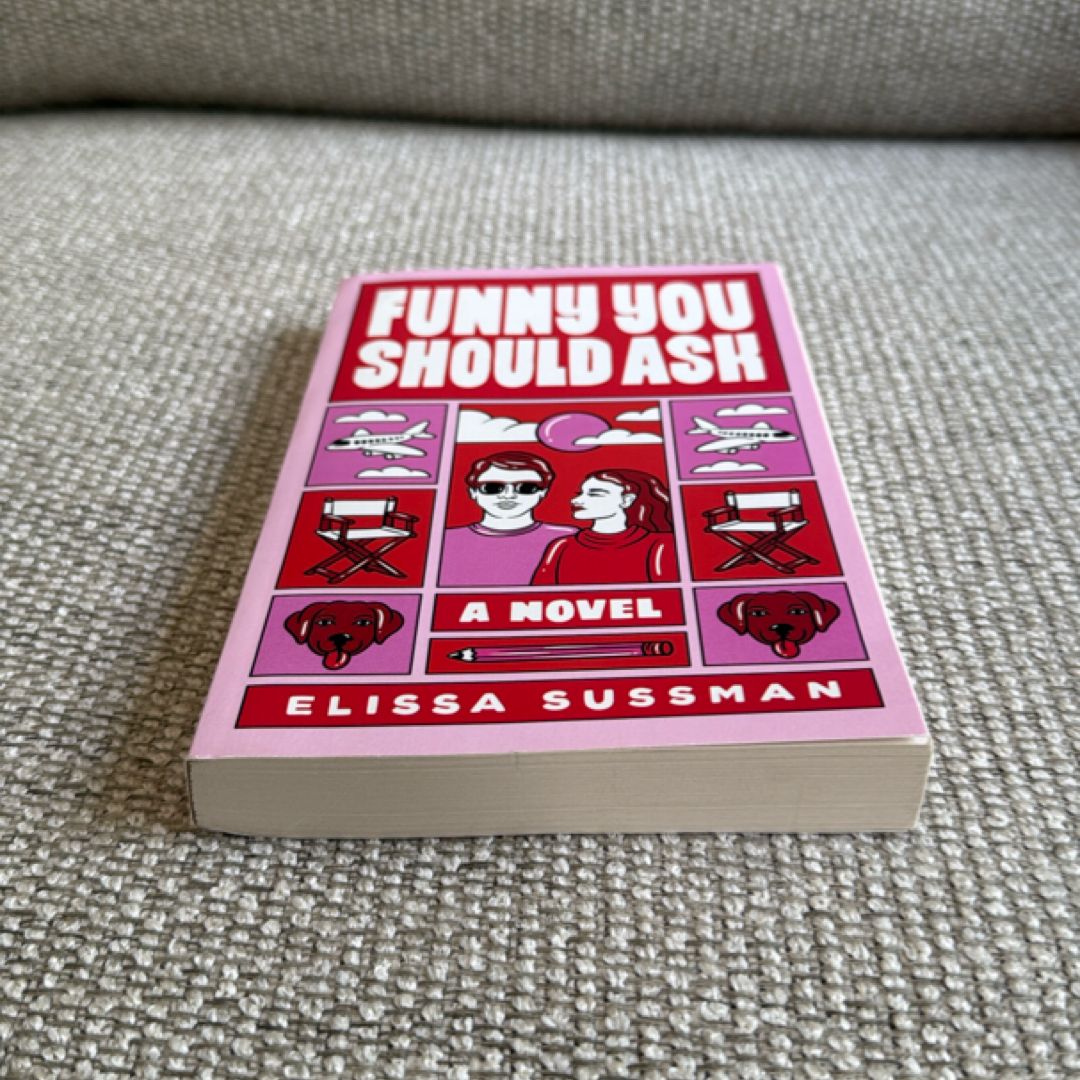 FUNNY YOU
SHOULD ASK
A NOVEL
ELISSA SUSSMAN